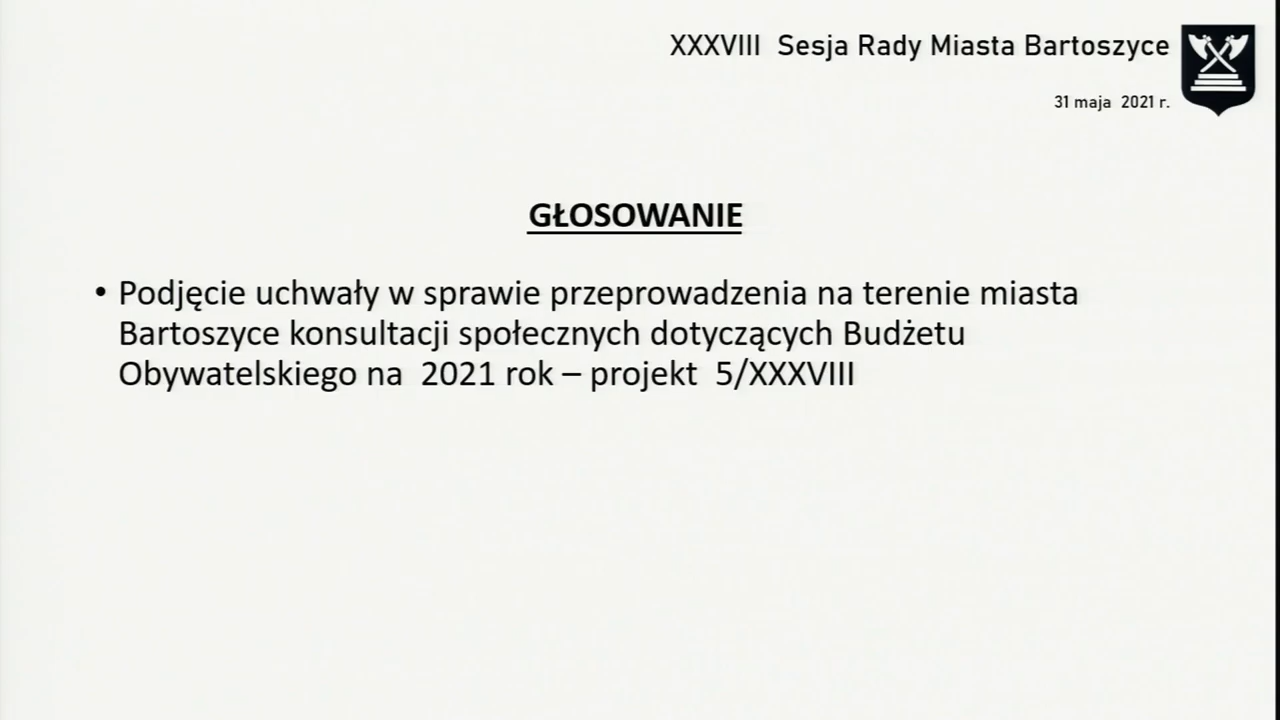 XXXVIII Sesja Rady Miasta Bartoszyce
31 maja 2021 r.
GŁOSOWANIE
• Podjęcie uchwały w sprawie przeprowadzenia na terenie miasta
Bartoszyce konsultacji społecznych dotyczących Budżetu
Obywatelskiego na 2021 rok – projekt 5/XXXVIII